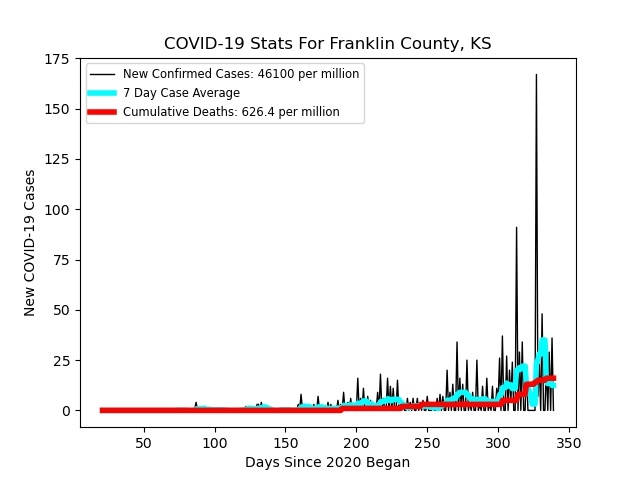 COVID-19 Stats For Franklin County, KS
New Confirmed Cases: 46100 per million
7 Day Case Average
Cumulative Deaths: 626.4 per million
New COVID-19 Cases
175
150
125
100
75
50
25
0
50 100 150 200 250 300 350
Days Since 2020 Began